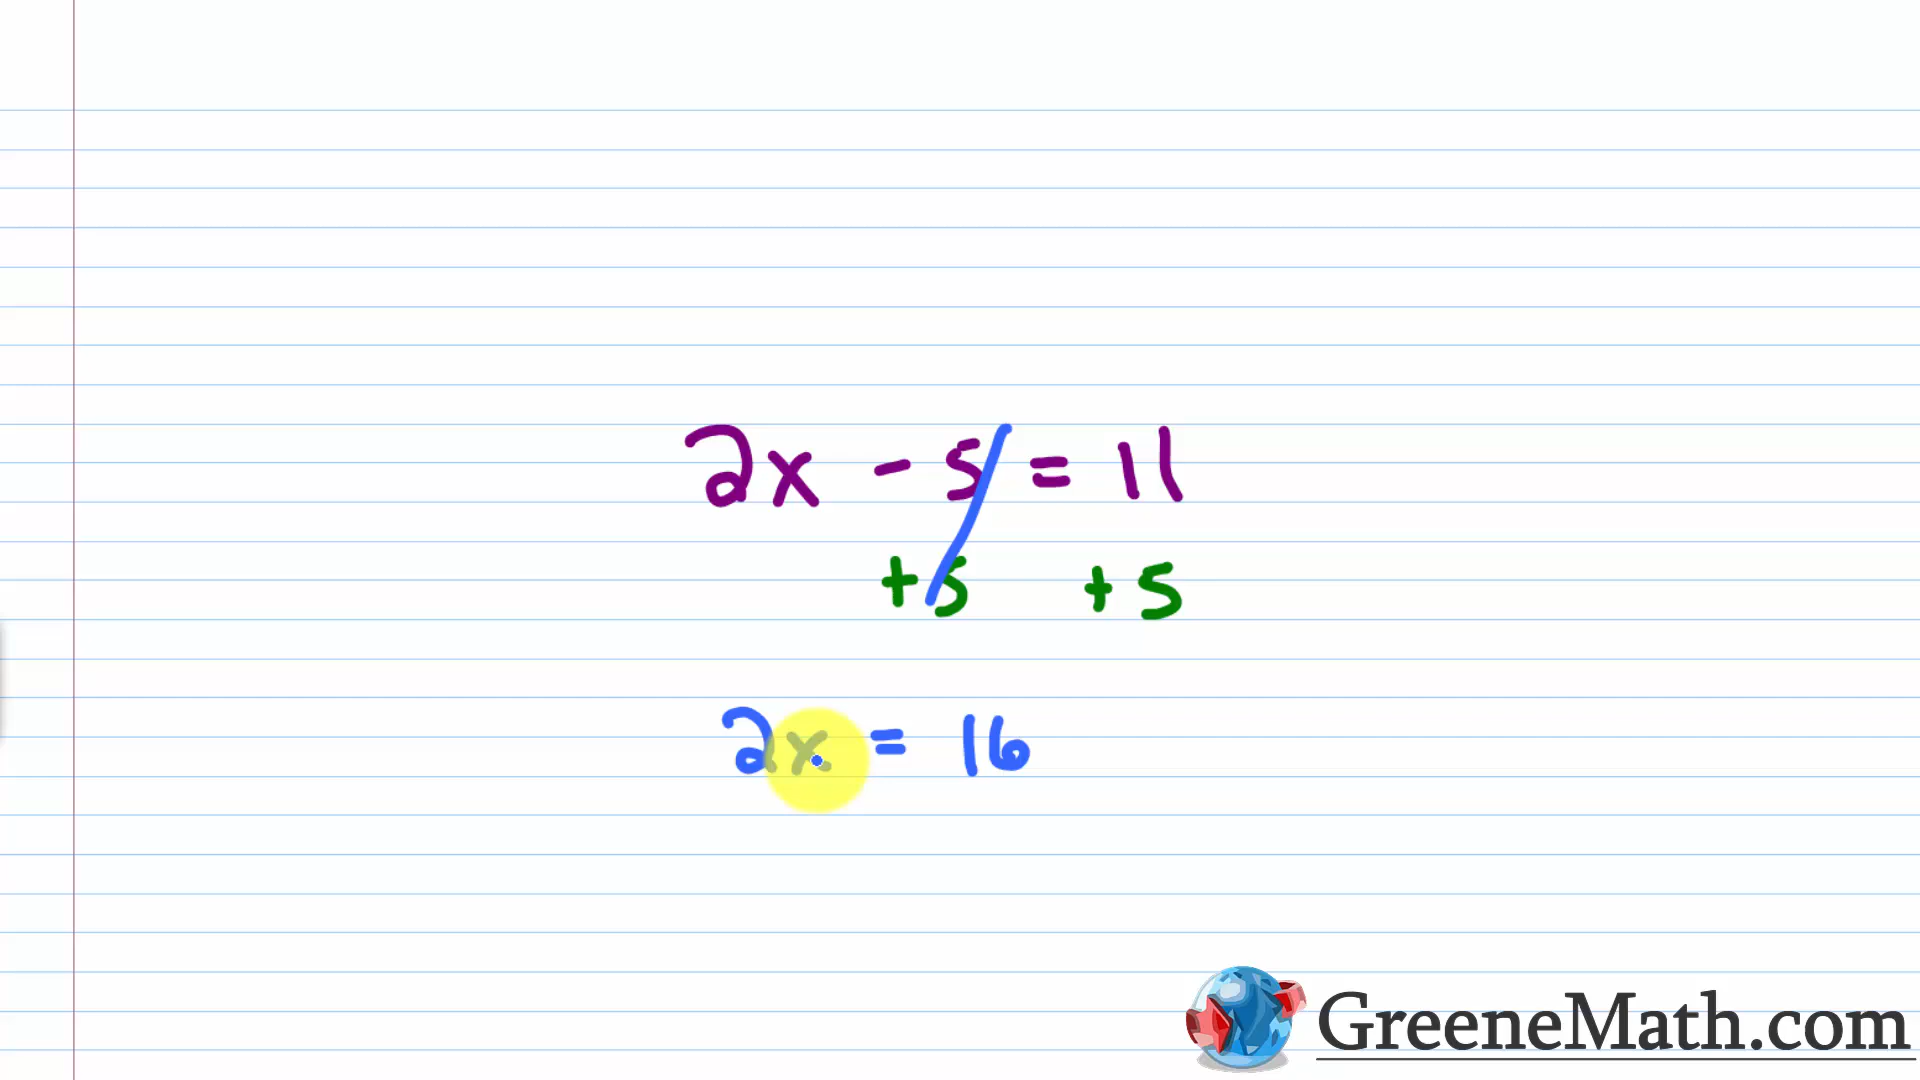 2x - 5 = 11
+5 +5
2x = 16
GreeneMath.com